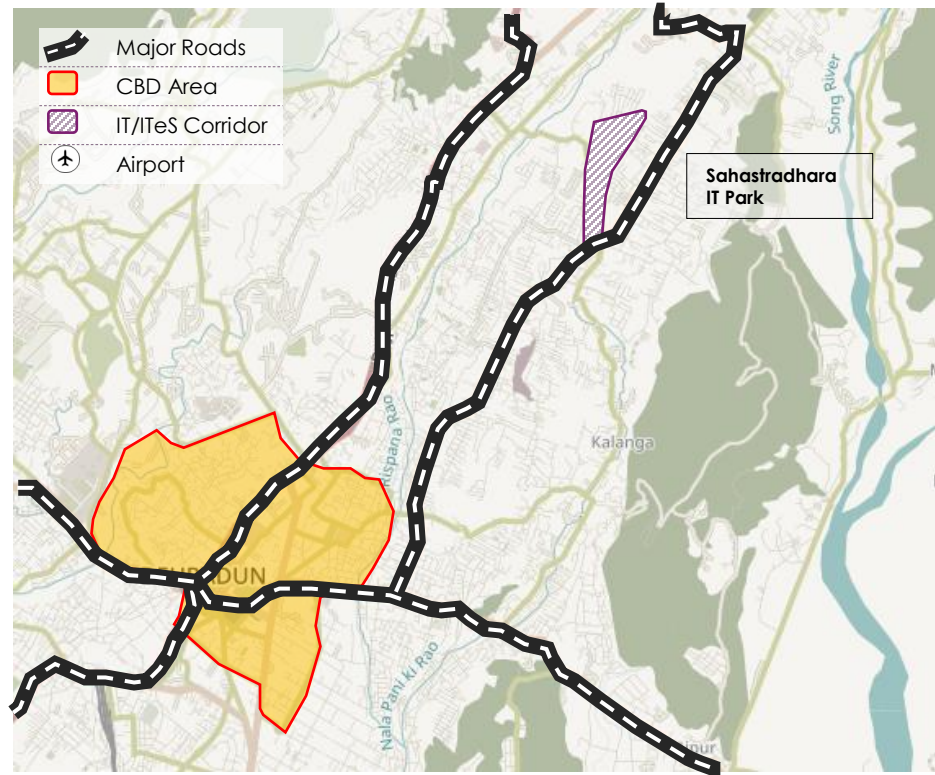 Major Roads
CBD Area
IT/ITeS Corridor
Airport
Song River
Sahastradhara
IT Park
Rispana Rao
Kalanga
Nala Pani ki Rao